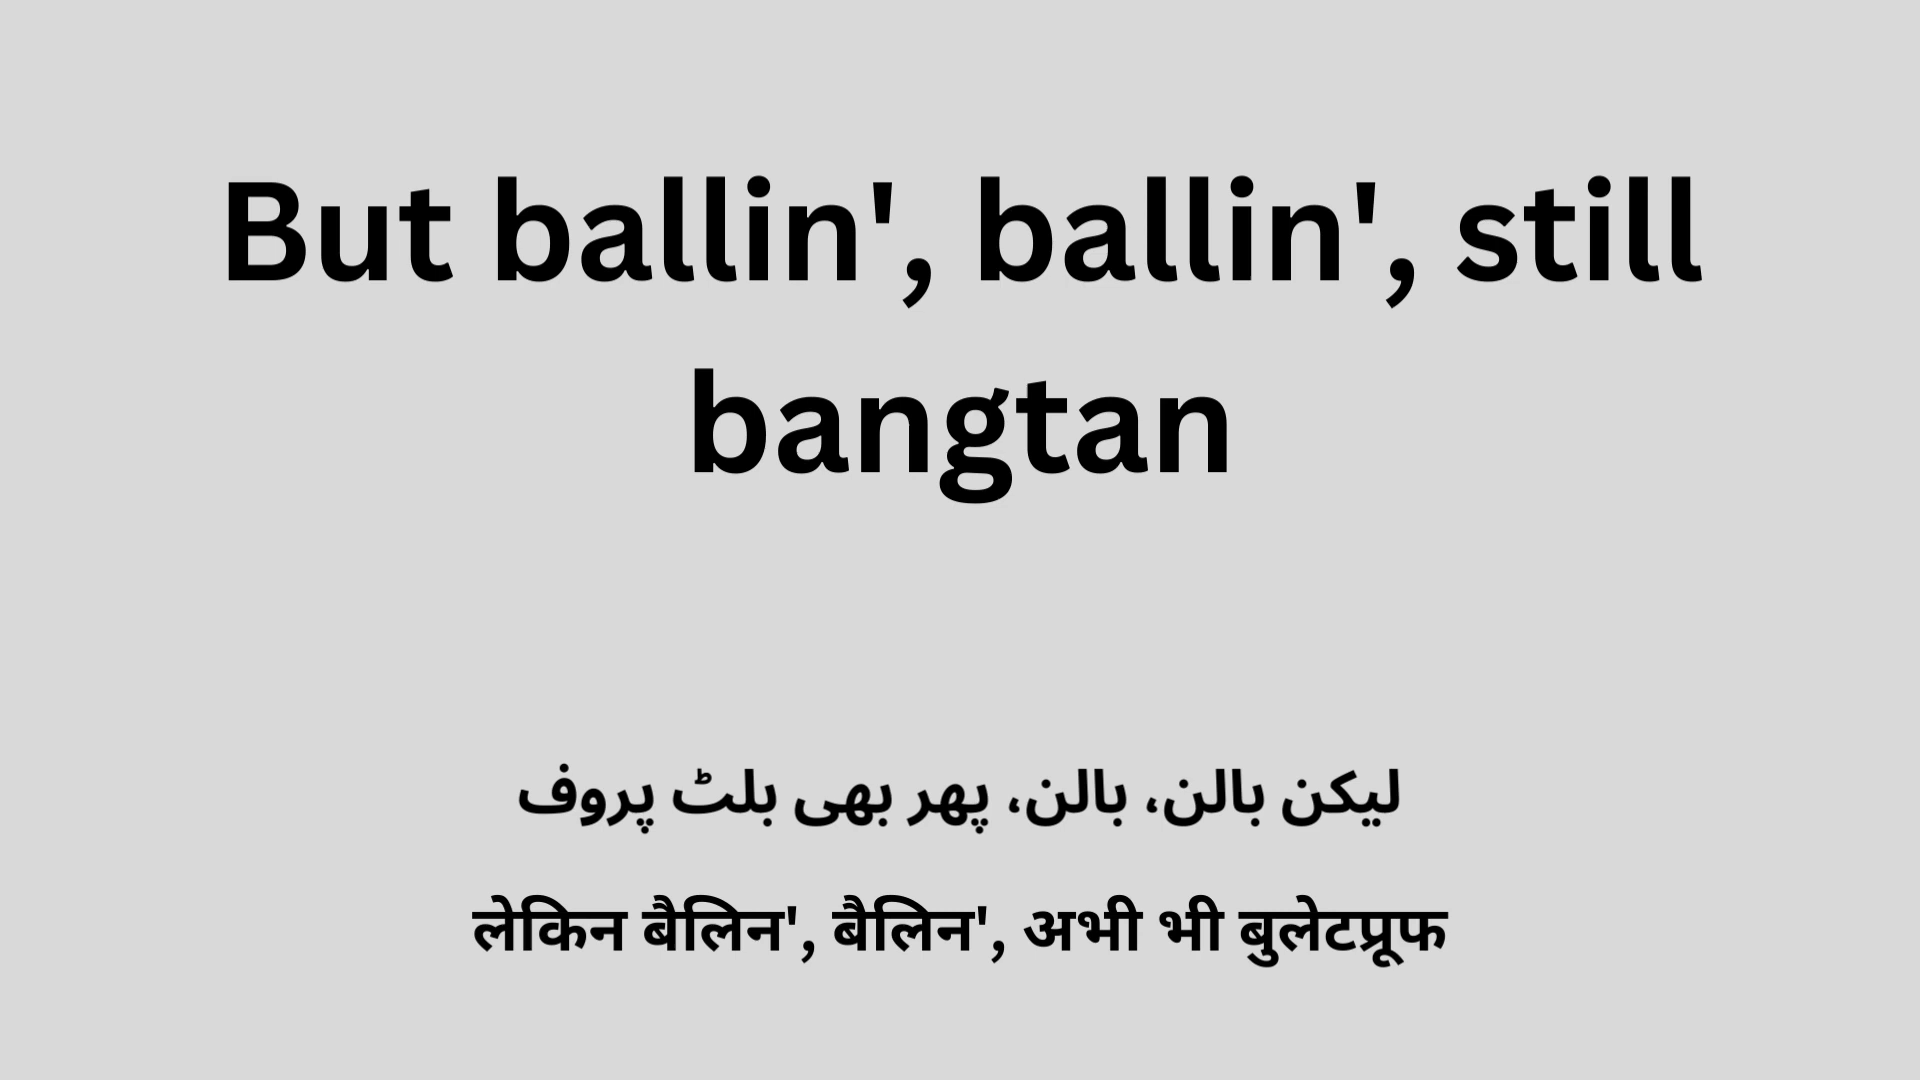 But ballin', ballin', still
bangtan
لیکن بالن، بالن، پھر بھی بلٹ پروف
लेकिन बैलिन', बैलिन', अभी भी बुलेटप्रूफ